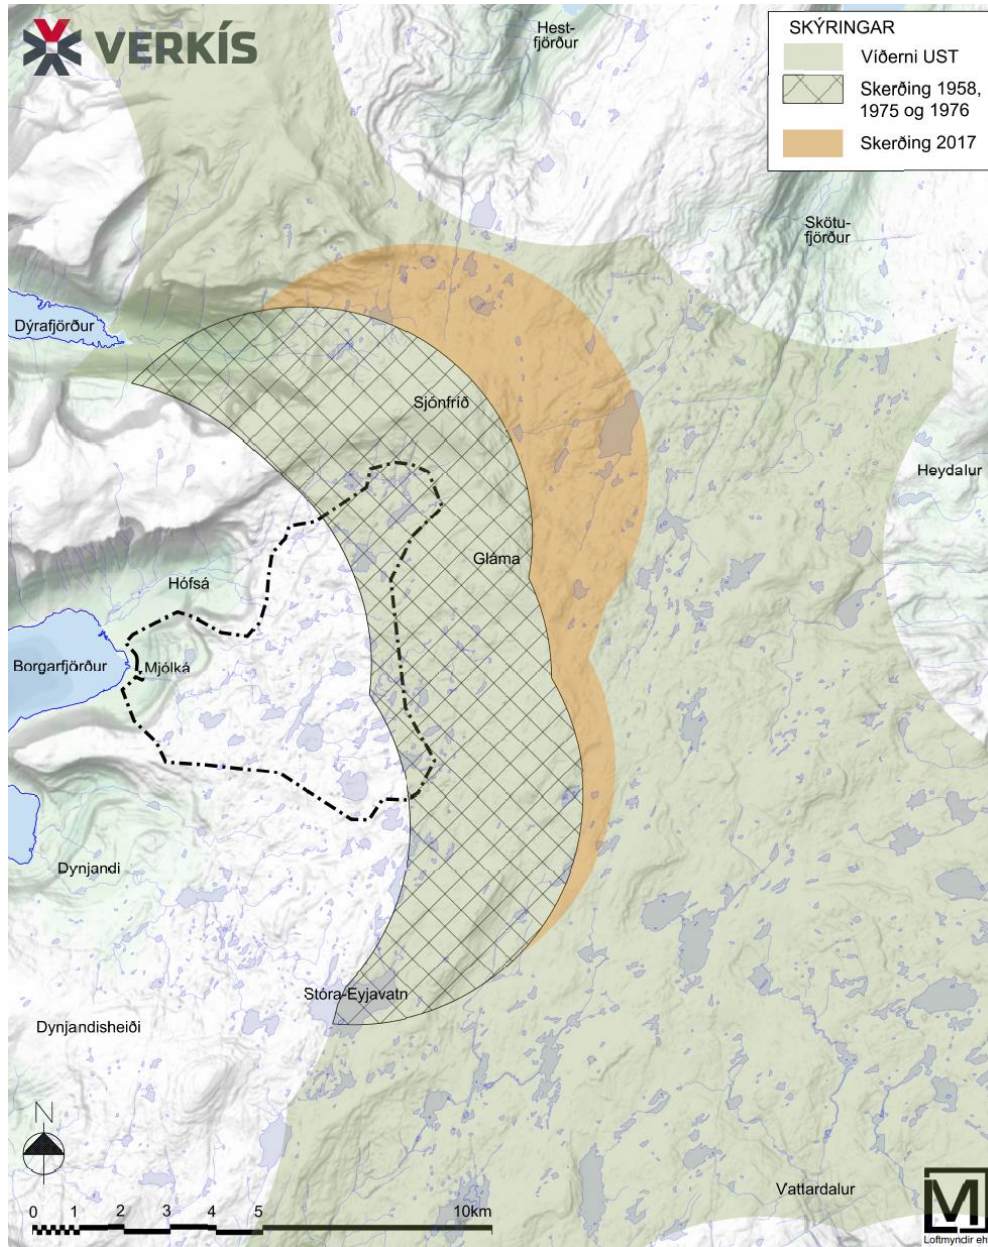 VERKÍS
Hest-
fjörður
SKÝRINGAR
Víðerni UST
Skerðing 1958,
1975 og 1976
Skerðing 2017
Skötu-
fjörður
Dýrafjörður
Sjónfríð
Heydalur
Gláma
Hófsá
Borgarfjörður
Mjólká
Dynjandi
Stóra-Eyjavatn
Dynjandisheiði
N
Vattardalur
0 1 2 3 4 5 10km
M
Loftmyndir eh